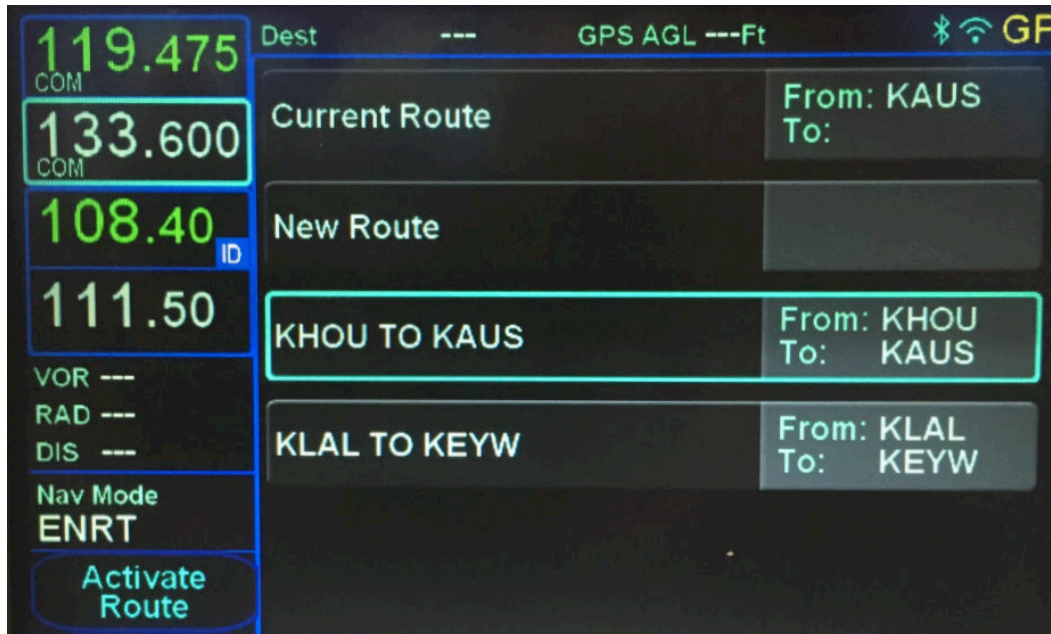 119.475
COM
133.600
COM
108.40
ID
111.50
VOR ---
RAD ---
DIS ---
Nav Mode
ENRT
Activate
Route
Dest --- GPS AGL ---Ft GP
Current Route
From: KAUS
To:
New Route
KHOU TO KAUS
From: KHOU
To: KAUS
KLAL TO KEYW
From: KLAL
To: KEYW